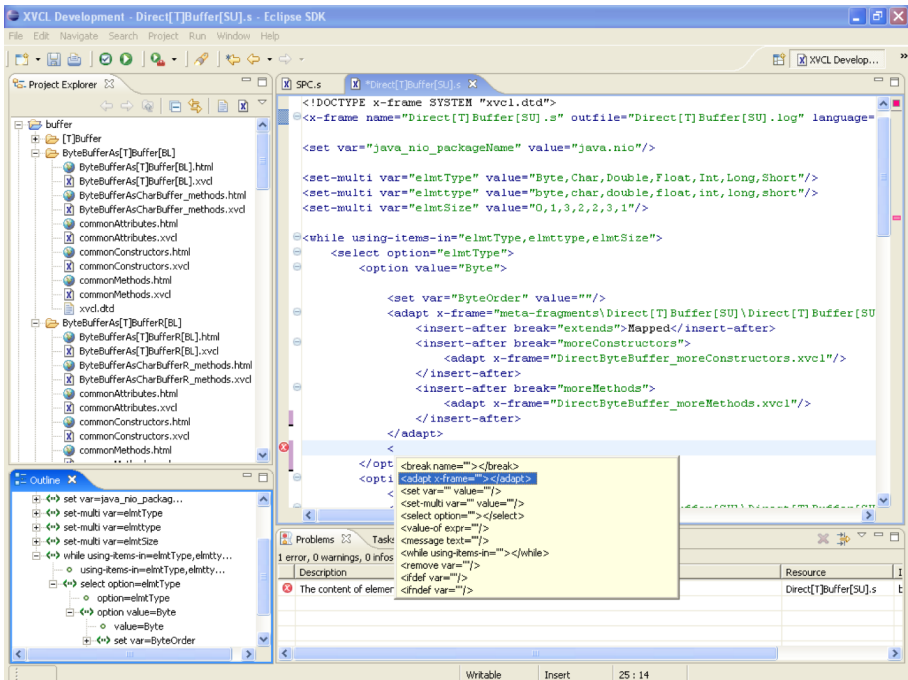 XVCL Development - Direct[T]Buffer[SU].s - Eclipse SDK
File Edit Navigate Search Project Run Window Help
XVCL Develop...
Project Explorer
buffer
[T]Buffer
ByteBufferAs[T]Buffer[BL]
ByteBufferAs[T]Buffer[BL].html
ByteBufferAs[T]Buffer[BL].xvcl
ByteBufferAsCharBuffer_methods.html
ByteBufferAsCharBuffer_methods.xvcl
commonAttributes.html
commonAttributes.xvcl
commonConstructors.html
commonConstructors.xvcl
commonMethods.html
commonMethods.xvcl
xvcl.dtd
ByteBufferAs[T]BufferR[BL]
ByteBufferAs[T]BufferR[BL].html
ByteBufferAs[T]BufferR[BL].xvcl
ByteBufferAsCharBufferR_methods.html
ByteBufferAsCharBufferR_methods.xvcl
commonAttributes.html
commonAttributes.xvcl
commonConstructors.html
commonConstructors.xvcl
commonMethods.html
SPC.s
*Direct[T]Buffer[SU].s
<!DOCTYPE x-frame SYSTEM "xvcl.dtd">
<x-frame name="Direct[T]Buffer[SU].s" outfile="Direct[T]Buffer[SU].log" language=
<set var="java_nio_packageName" value="java.nio"/>
<set-multi var="elmtType" value="Byte,Char,Double,Float,Int,Long,Short"/>
<set-multi var="elmttype" value="byte,char,double,float,int,long,short"/>
<set-multi var="elmtSize" value="0,1,3,2,2,3,1"/>
<while using-items-in="elmtType,elmttype,elmtSize">
<select option="elmtType">
<option value="Byte">
<set var="ByteOrder" value=""/>
<adapt x-frame="meta-fragments\Direct[T]Buffer[SU]\Direct[T]Buffer[SU
<insert-after break="extends">Mapped</insert-after>
<insert-after break="moreConstructors">
<adapt x-frame="DirectByteBuffer_moreConstructors.xvcl"/>
</insert-after>
<insert-after break="moreMethods">
<adapt x-frame="DirectByteBuffer_moreMethods.xvcl"/>
</insert-after>
</adapt>
<
</opt
<opti
<
<break name=""></break>
<adapt x-frame=""></adapt>
<set var="" value=""/>
<set-multi var="" value=""/>
<select option=""></select>
<value-of expr=""/>
<message text=""/>
<while using-items-in=""></while>
<remove var=""/>
<ifdef var=""/>
<ifndef var=""/>
Outline
set var=java_nio_packag...
set-multi var=elmtType
set-multi var=elmttype
set-multi var=elmtSize
while using-items-in=elmtType,elmtty...
using-items-in=elmtType,elmtty...
select option=elmtType
option=elmtType
option value=Byte
value=Byte
set var=ByteOrder
Problems Tasks
1 error, 0 warnings, 0 infos
Description Resource I
The content of elemer Direct[T]Buffer[SU].s
Writable Insert 25 : 14